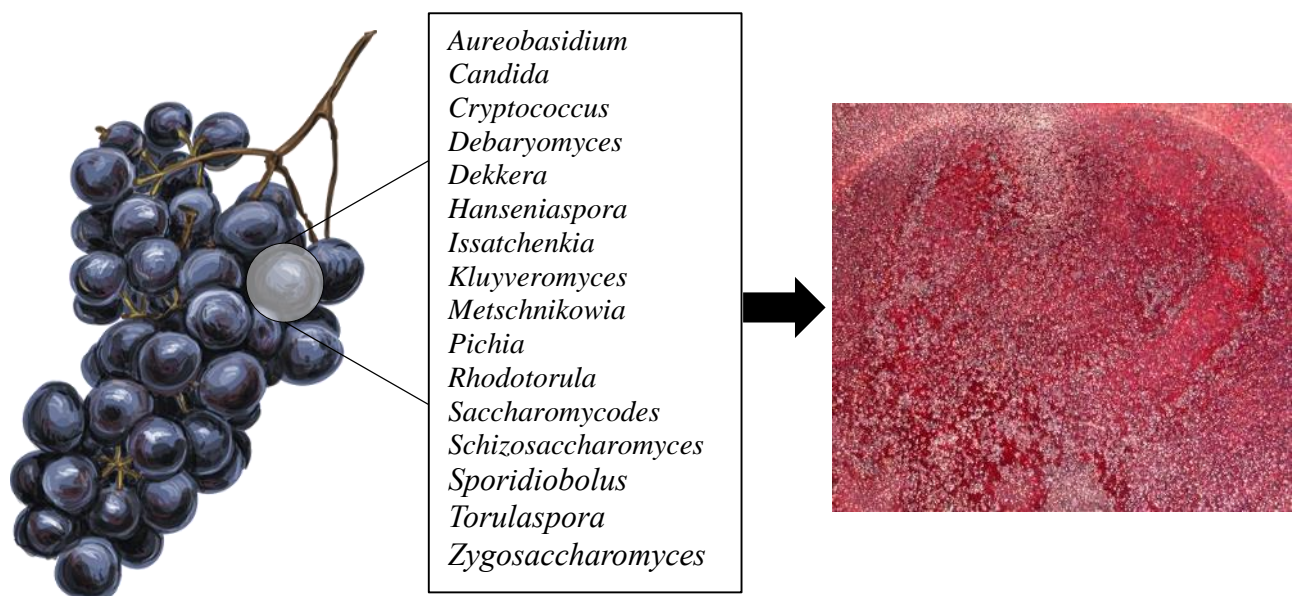 Aureobasidium
Candida
Cryptococcus
Debaryomyces
Dekkera
Hanseniaspora
Issatchenkia
Kluyveromyces
Metschnikowia
Pichia
Rhodotorula
Saccharomycodes
Schizosaccharomyces
Sporidiobolus
Torulaspora
Zygosaccharomyces